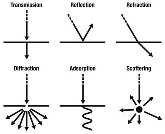 Transmission
Reflection
Refraction
Diffraction
Adsorption
Scattering